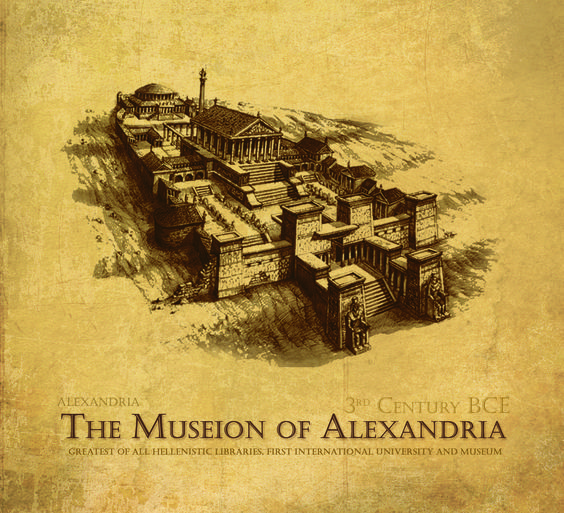 ALEXANDRIA
3RD CENTURY BCE
THE MUSEION OF ALEXANDRIA
GREATEST OF ALL HELLENISTIC LIBRARIES, FIRST INTERNATIONAL UNIVERSITY AND MUSEUM